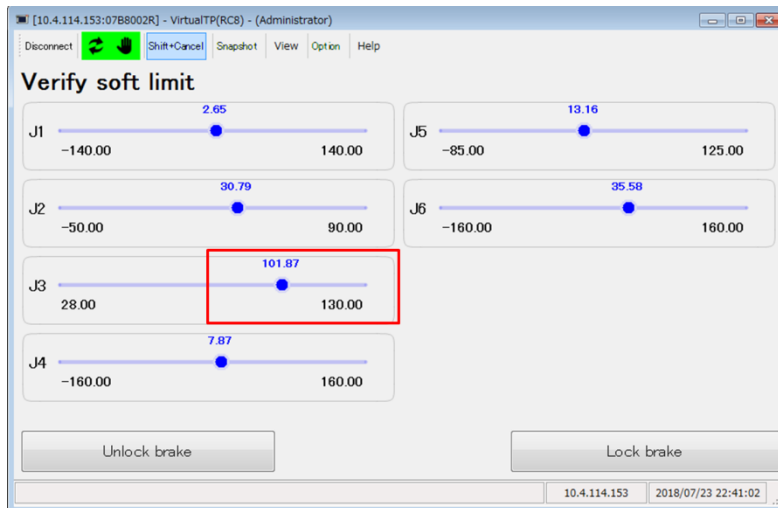 [10.4.114.153:07B8002R] - VirtualTP(RC8) - (Administrator)
Disconnect Shift+Cancel Snapshot View Option Help
Verify soft limit
2.65
J1
-140.00 140.00
30.79
J2
-50.00 90.00
101.87
J3
28.00 130.00
7.87
J4
-160.00 160.00
13.16
J5
-85.00 125.00
35.58
J6
-160.00 160.00
Unlock brake Lock brake
10.4.114.153 2018/07/23 22:41:02